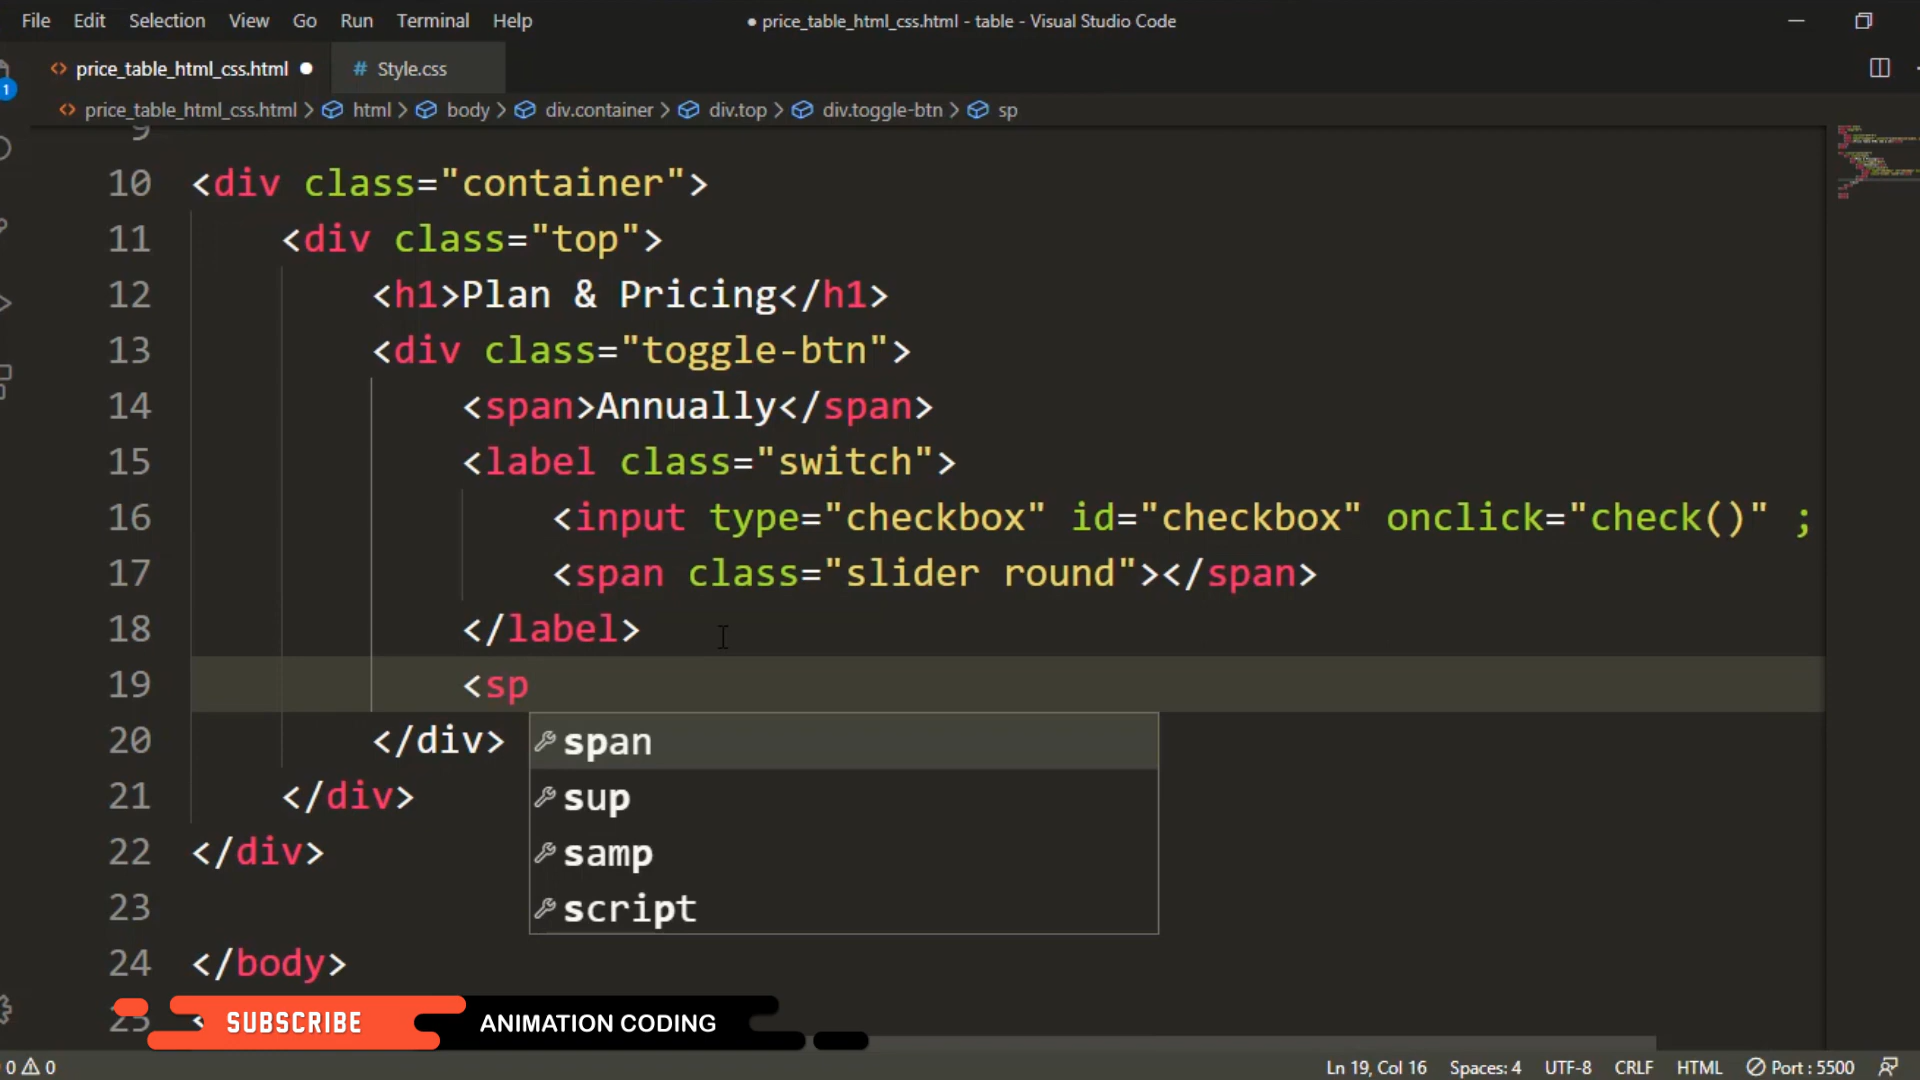 File Edit Selection View Go Run Terminal Help ● price_table_html_css.html - table - Visual Studio Code
1
<> price_table_html_css.html ● # Style.css
<> price_table_html_css.html > html > body > div.container > div.top > div.toggle-btn > sp
9
10 <div class="container">
11 <div class="top">
12 <h1>Plan & Pricing</h1>
13 <div class="toggle-btn">
14 <span>Annually</span>
15 <label class="switch">
16 <input type="checkbox" id="checkbox" onclick="check()" ;
17 <span class="slider round"></span>
18 </label>
19 <sp
20 </div>
span
sup
samp
script
21 </div>
22 </div>
23
24 </body>
25 <
SUBSCRIBE ANIMATION CODING
0 0 Ln 19, Col 16 Spaces: 4 UTF-8 CRLF HTML Port : 5500